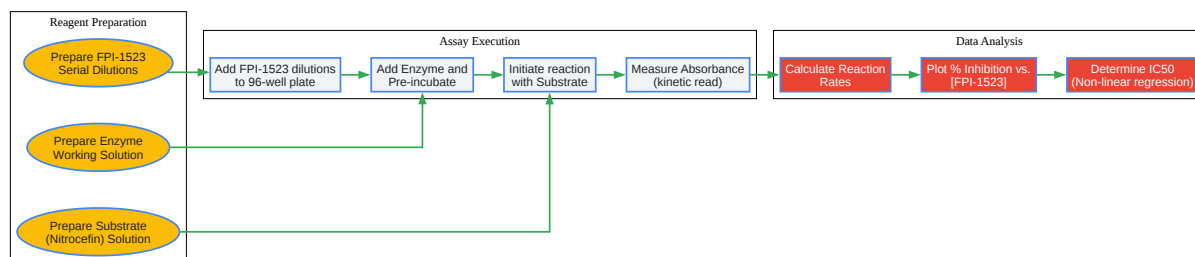 Reagent Preparation
Prepare FPI-1523
Serial Dilutions
Prepare Enzyme
Working Solution
Prepare Substrate
(Nitrocefin) Solution
Assay Execution
Add FPI-1523 dilutions
to 96-well plate
Add Enzyme and
Pre-incubate
Initiate reaction
with Substrate
Measure Absorbance
(kinetic read)
Data Analysis
Calculate Reaction
Rates
Plot % Inhibition vs.
[FPI-1523]
Determine IC50
(Non-linear regression)